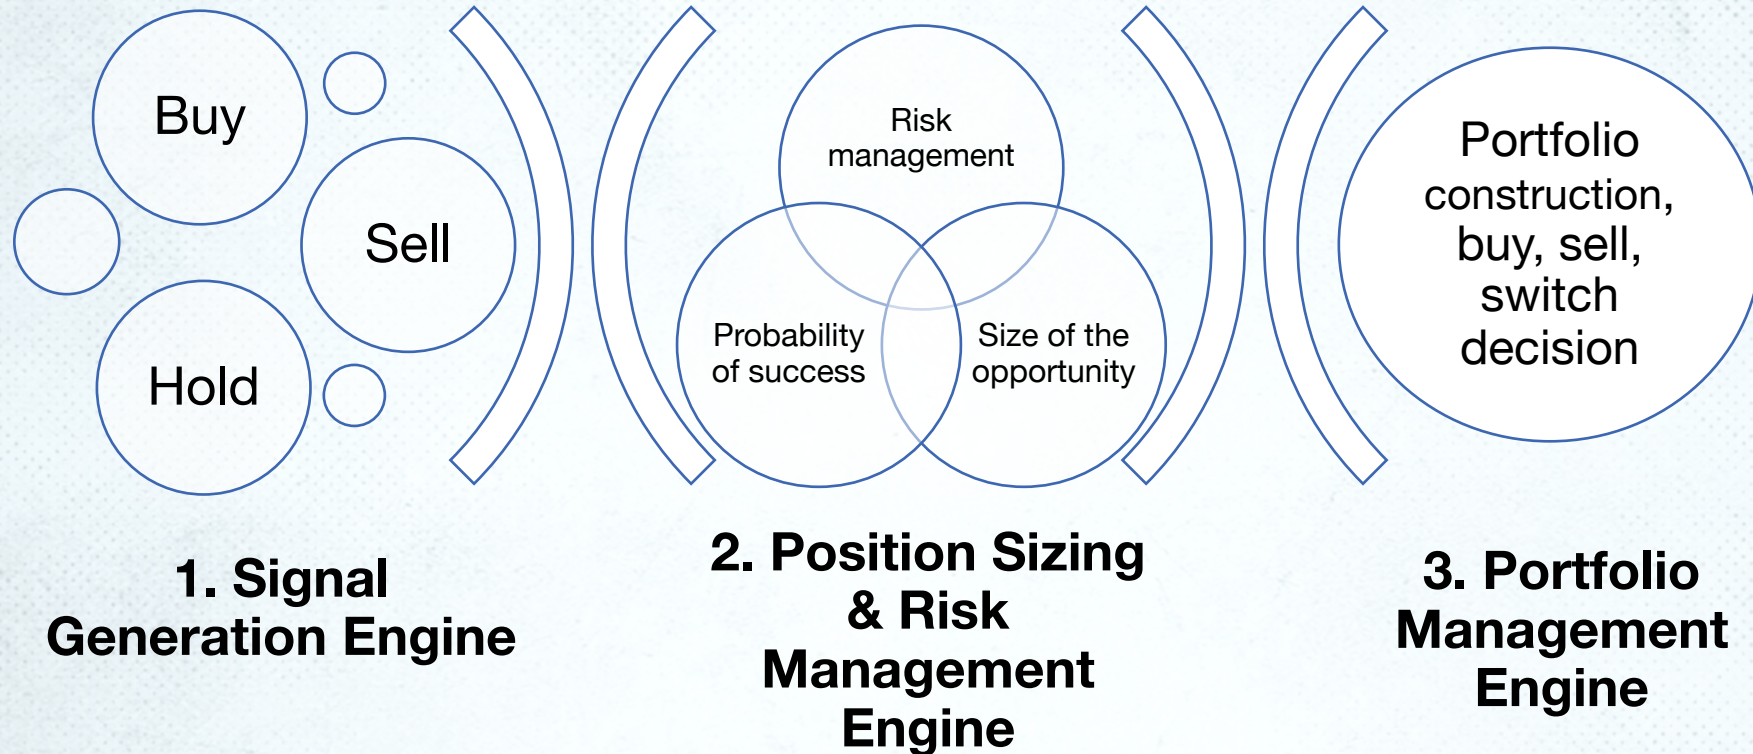 Buy
Sell
Hold
Risk
management
Probability
of success
Size of the
opportunity
Portfolio
construction,
buy, sell,
switch
decision
1. Signal
Generation Engine
2. Position Sizing
& Risk
Management
Engine
3. Portfolio
Management
Engine